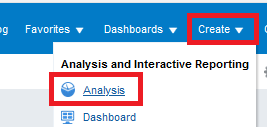 Favorites Dashboards Create
Analysis and Interactive Reporting
Analysis
Dashboard